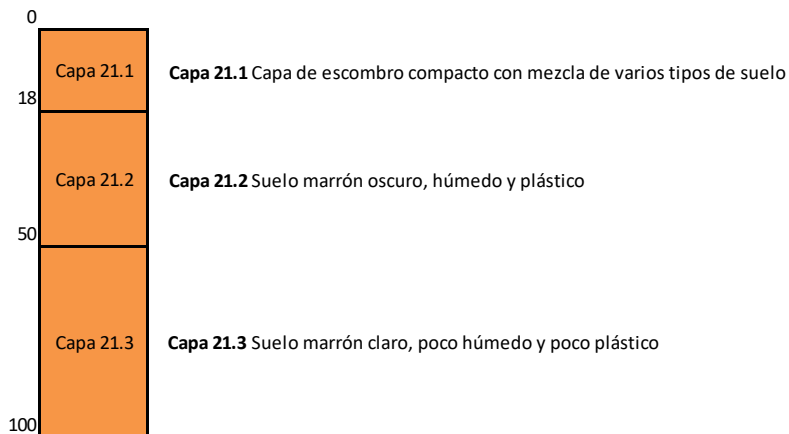 0
Capa 21.1
Capa 21.1 Capa de escombro compacto con mezcla de varios tipos de suelo
18
Capa 21.2
Capa 21.2 Suelo marrón oscuro, húmedo y plástico
50
Capa 21.3
Capa 21.3 Suelo marrón claro, poco húmedo y poco plástico
100